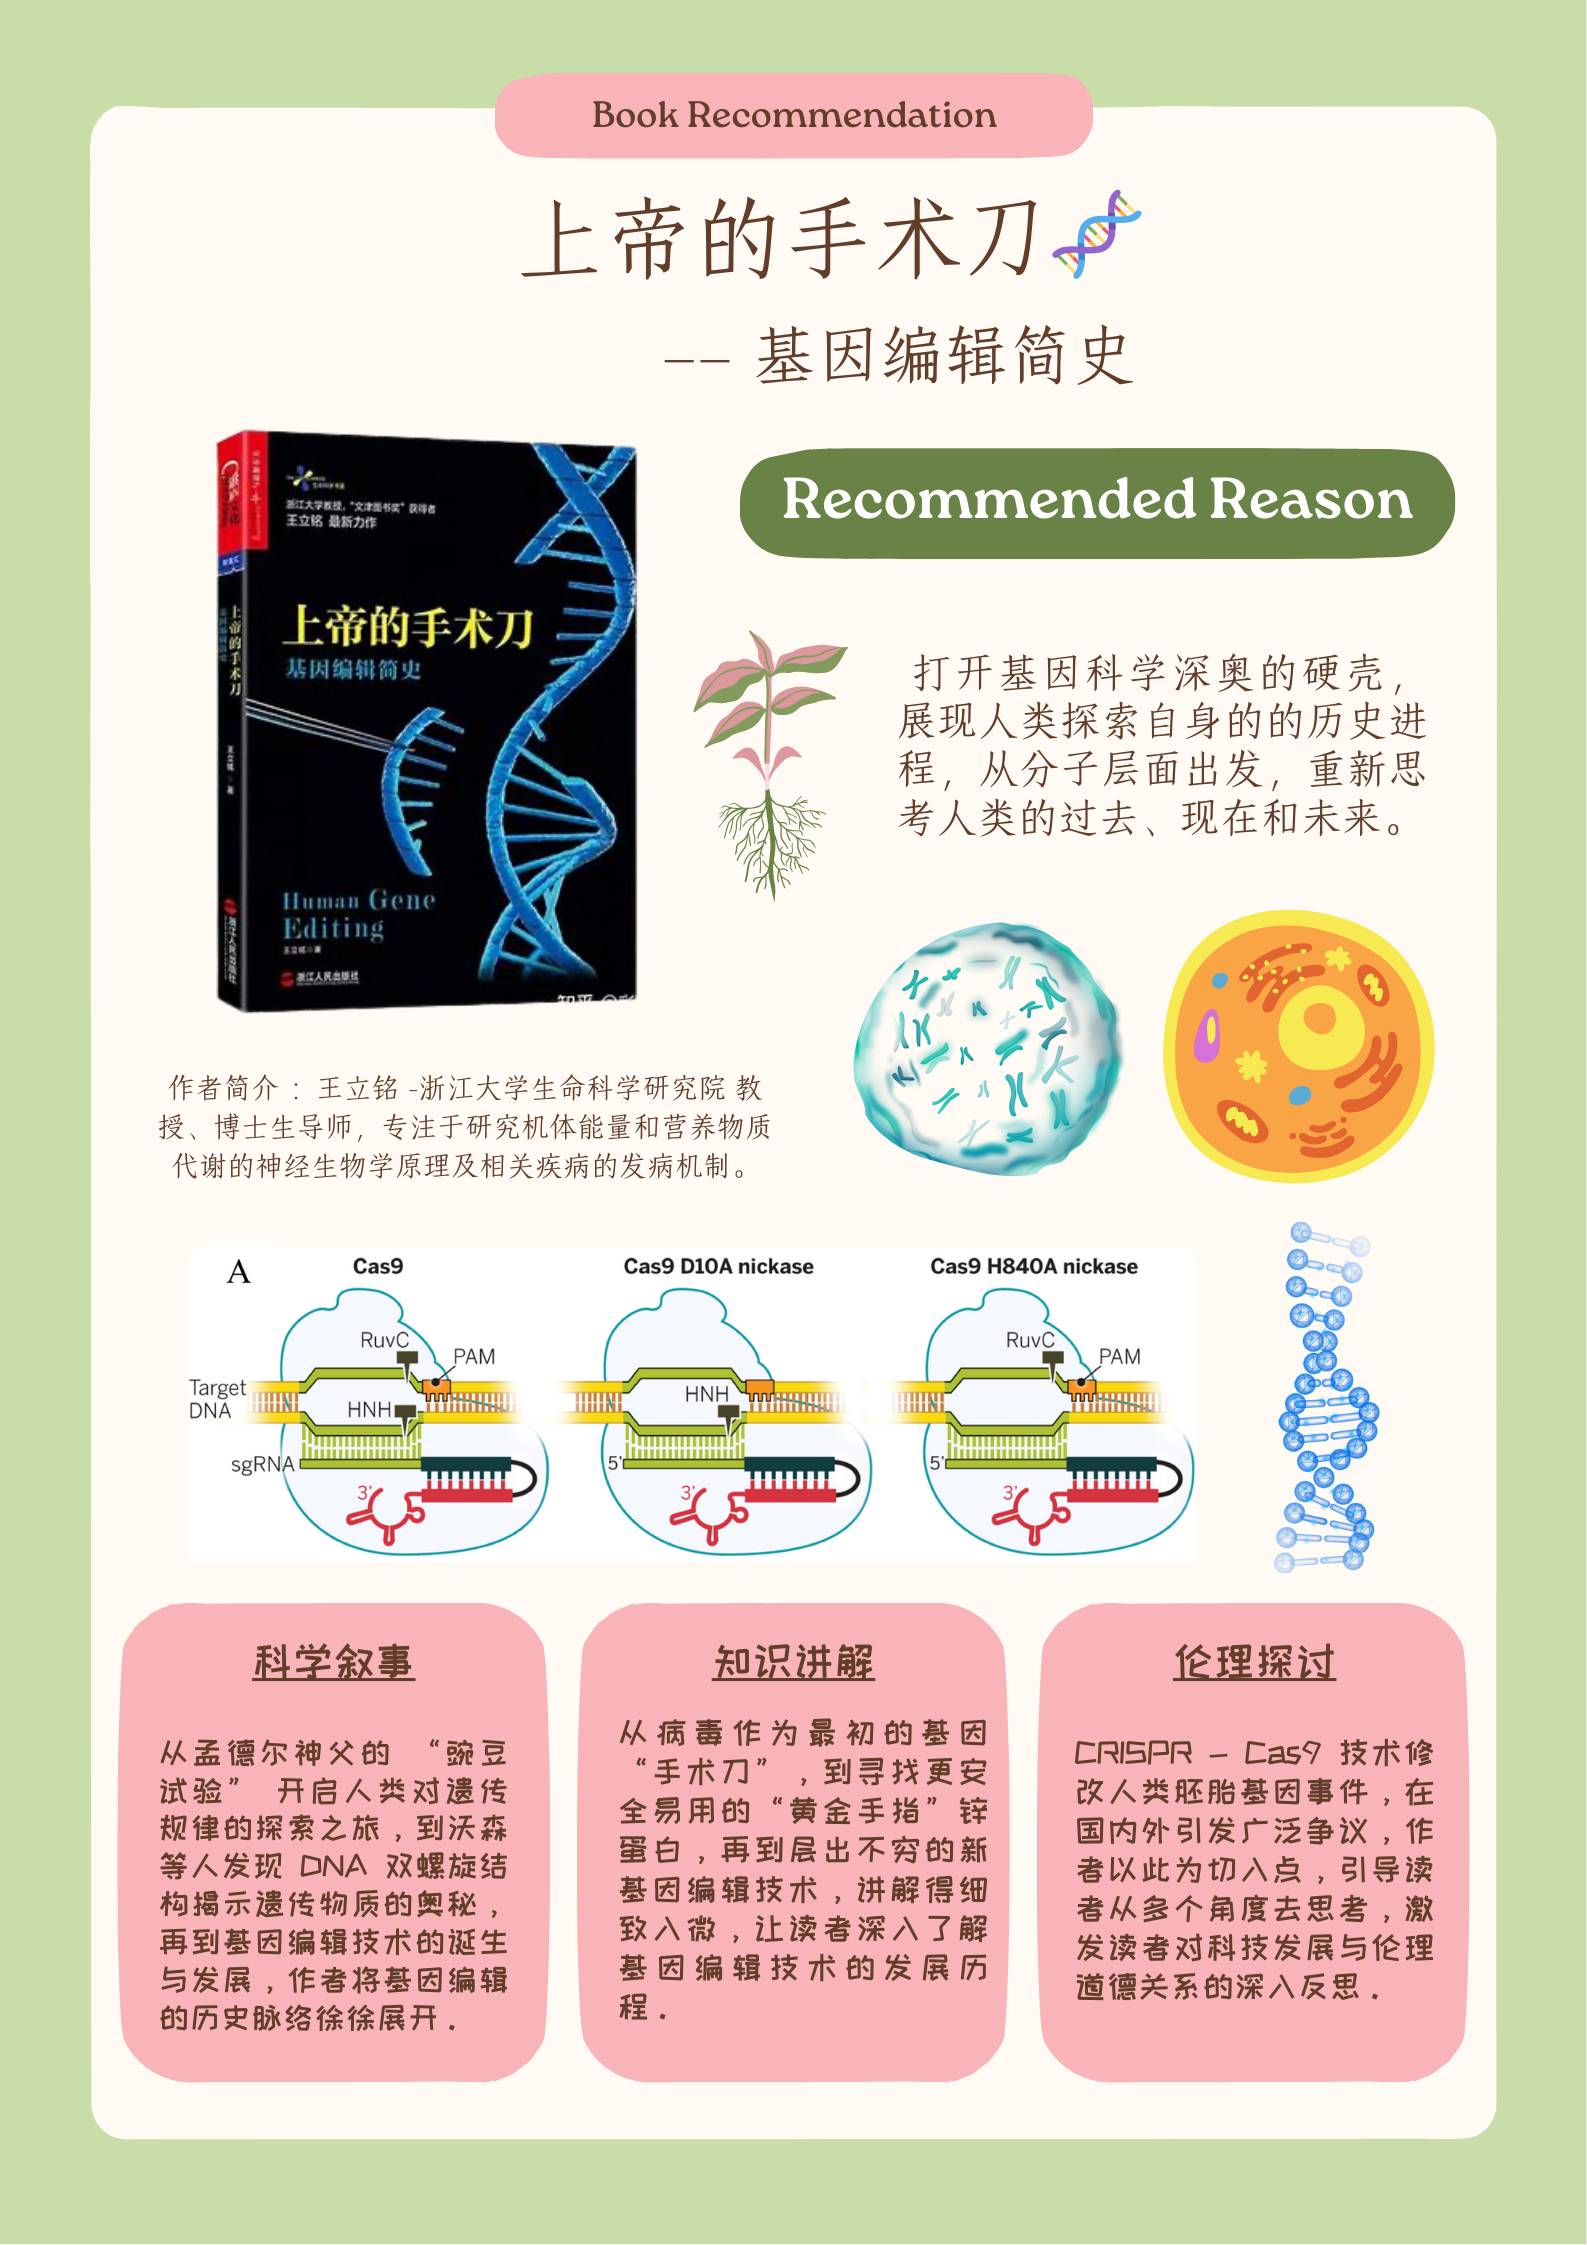 Book Recommendation
上帝的手术刀
-- 基因编辑简史
浙江大学教授，“文津图书奖”获得者
王立铭 最新力作
上帝的手术刀
基因编辑简史
Human Gene
Editing
王立铭◎著
浙江人民出版社
上帝的手术刀
基因编辑简史
王立铭 著
浙江人民出版社
Recommended Reason
打开基因科学深奥的硬壳，
展现人类探索自身的的历史进
程，从分子层面出发，重新思
考人类的过去、现在和未来。
作者简介 ：王立铭 -浙江大学生命科学研究院 教
授、博士生导师，专注于研究机体能量和营养物质
代谢的神经生物学原理及相关疾病的发病机制。
A
Cas9
RuvC
PAM
Target
DNA
HNH
sgRNA
3'
Cas9 D10A nickase
HNH
5'
3'
Cas9 H840A nickase
RuvC
PAM
5'
3'
科学叙事
从孟德尔神父的 “豌豆
试验” 开启人类对遗传
规律的探索之旅，到沃森
等人发现 DNA 双螺旋结
构揭示遗传物质的奥秘，
再到基因编辑技术的诞生
与发展，作者将基因编辑
的历史脉络徐徐展开.
知识讲解
从病毒作为最初的基因
“手术刀”，到寻找更安
全易用的“黄金手指”锌
蛋白，再到层出不穷的新
基因编辑技术，讲解得细
致入微，让读者深入了解
基因编辑技术的发展历
程.
伦理探讨
CRISPR - Cas9 技术修
改人类胚胎基因事件，在
国内外引发广泛争议，作
者以此为切入点，引导读
者从多个角度去思考，激
发读者对科技发展与伦理
道德关系的深入反思.